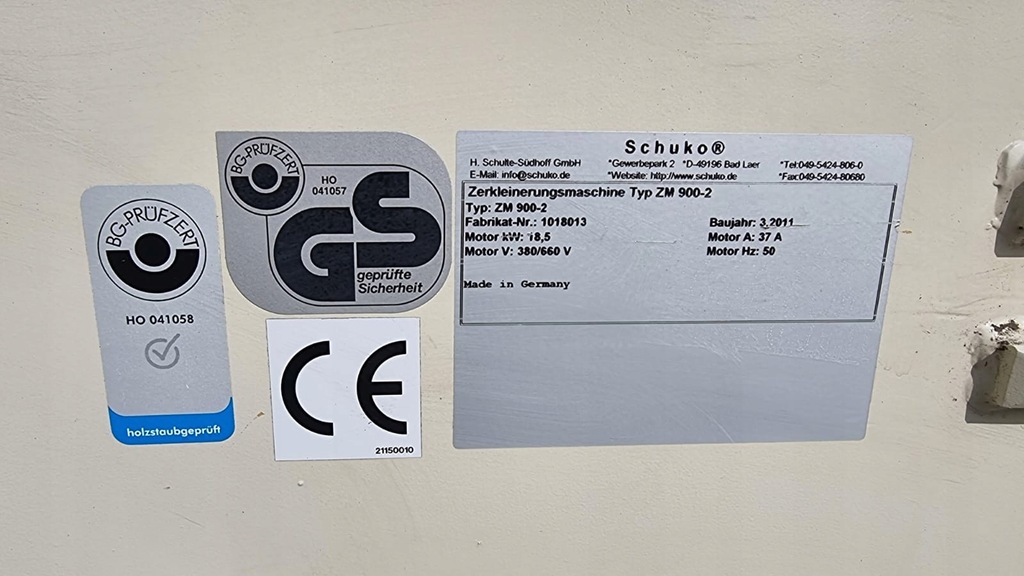 BG-PRÜFZERT
HO 041058
holzstaubgeprüft
BG-PRÜFZERT
HO
041057
GS
geprüfte
Sicherheit
CE
21150010
Schuko®
H. Schulte-Südhoff GmbH *Gewerbepark 2 *D-49196 Bad Laer *Tel:049-5424-806-0
E-Mail: info@schuko.de *Website: http://www.schuko.de *Fax:049-5424-80680
Zerkleinerungsmaschine Typ ZM 900-2
Typ: ZM 900-2
Fabrikat-Nr.: 1018013 Baujahr: 3.2011
Motor kW: 18,5 Motor A: 37 A
Motor V: 380/660 V Motor Hz: 50
Made in Germany